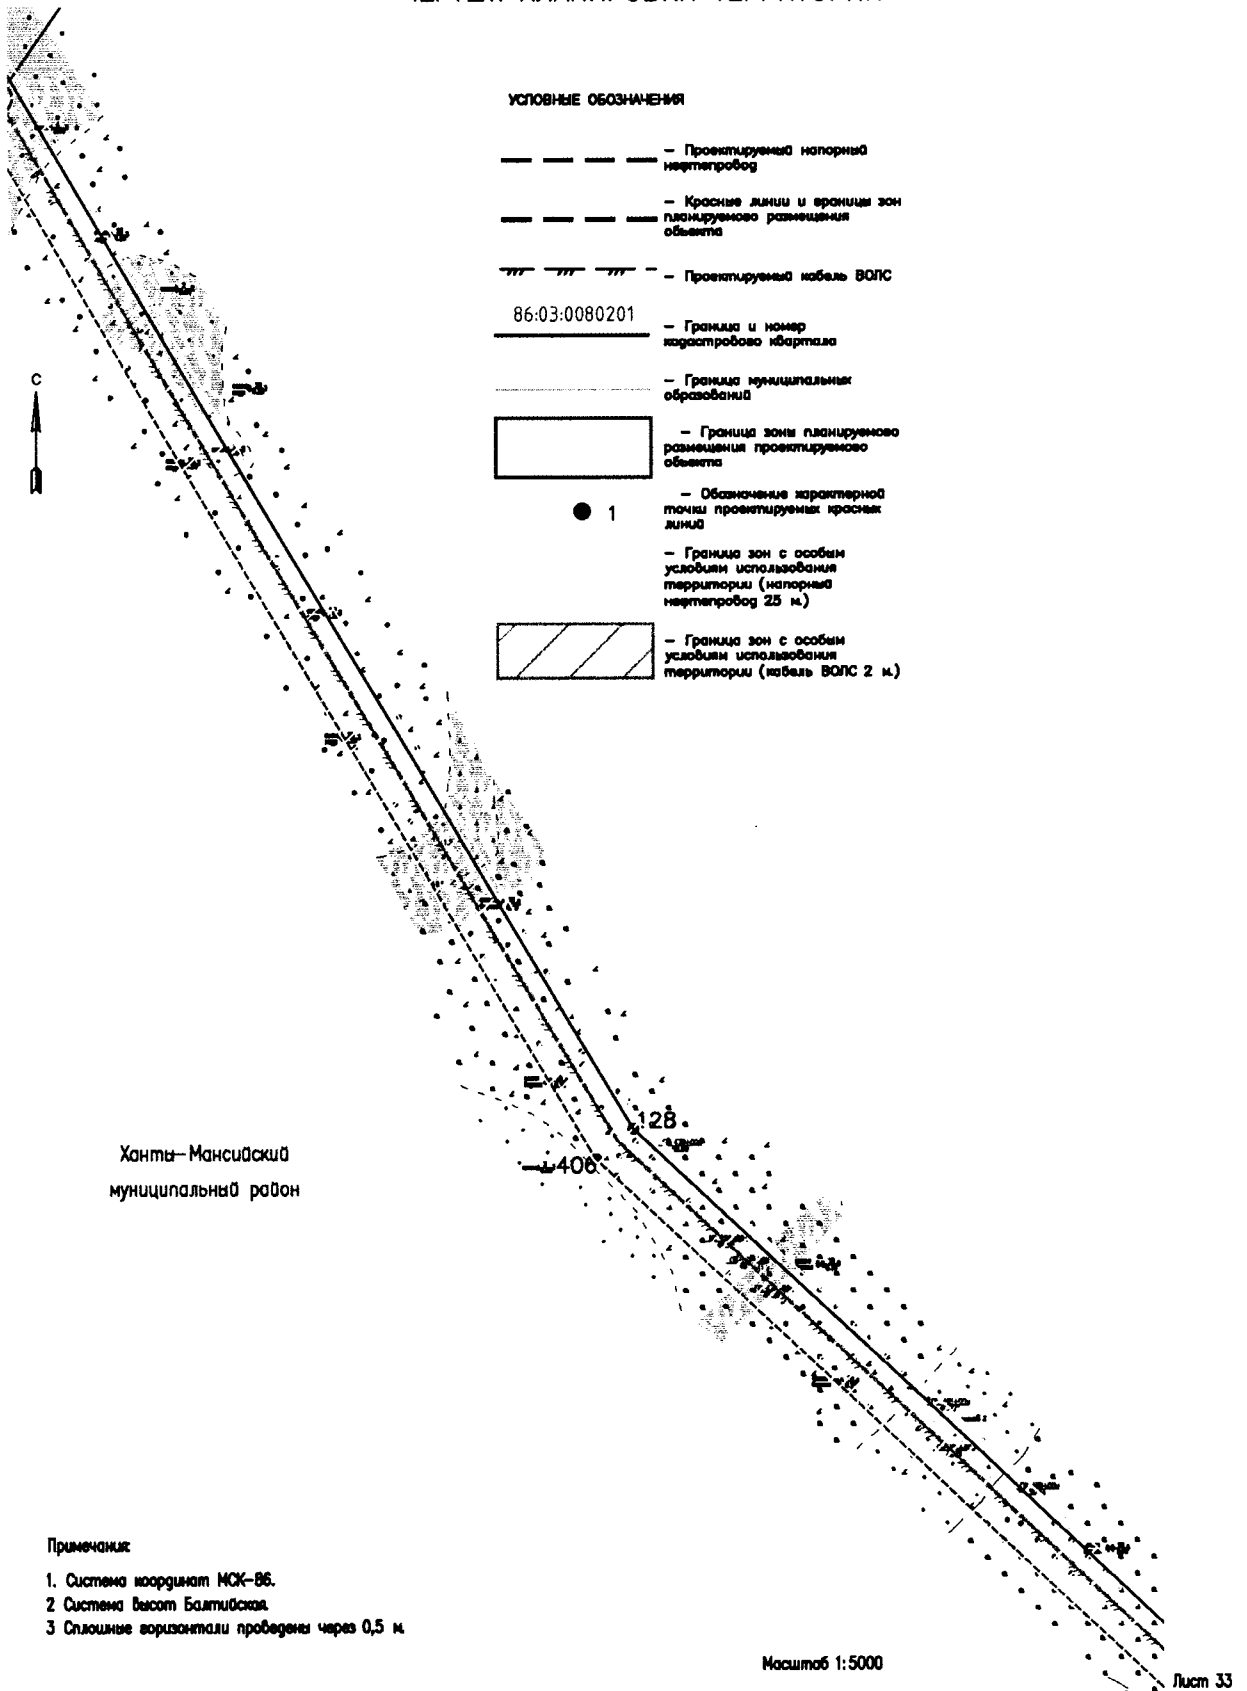 УСЛОВНЫЕ ОБОЗНАЧЕНИЯ
– Проектируемый напорный
нефтепровод
– Красные линии и границы зон
планируемого размещения
объекта
– Проектируемый кабель ВОЛС
86:03:0080201
– Граница и номер
кадастрового квартала
– Граница муниципальных
образований
– Граница зоны планируемого
размещения проектируемого
объекта
1
– Обозначение характерной
точки проектируемых красных
линий
– Граница зон с особым
условиям использования
территории (напорный
нефтепровод 25 м.)
– Граница зон с особым
условиям использования
территории (кабель ВОЛС 2 м.)
С
128
406
Ханты–Мансийский
муниципальный район
Примечания:
1. Система координат МСК–86.
2 Система высот Балтийская.
3 Сплошные горизонтали проведены через 0,5 м.
Масштаб 1:5000
Лист 33